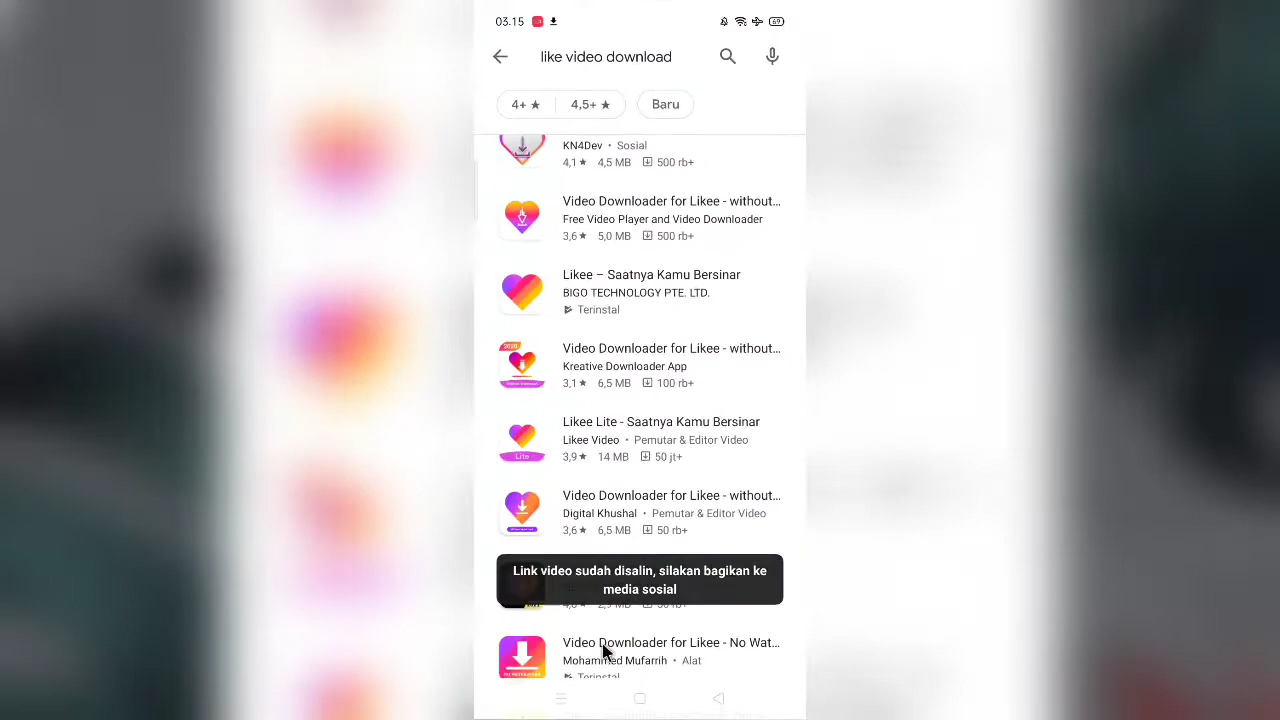 03.15
69
like video download
4+ ★ 4,5+ ★ Baru
KN4Dev • Sosial
4,1 ★ 4,5 MB 500 rb+
Video Downloader for Likee - without...
Free Video Player and Video Downloader
3,6 ★ 5,0 MB 500 rb+
Likee – Saatnya Kamu Bersinar
BIGO TECHNOLOGY PTE. LTD.
Terinstal
Video Downloader for Likee - without...
Kreative Downloader App
3,1 ★ 6,5 MB 100 rb+
Likee Lite - Saatnya Kamu Bersinar
Likee Video • Pemutar & Editor Video
Lite
3,9 ★ 14 MB 50 jt+
Video Downloader for Likee - without...
Digital Khushal • Pemutar & Editor Video
3,6 ★ 6,5 MB 50 rb+
Link video sudah disalin, silakan bagikan ke
media sosial
Video Downloader for Likee - No Wat...
Mohammed Mufarrih • Alat
Terinstal